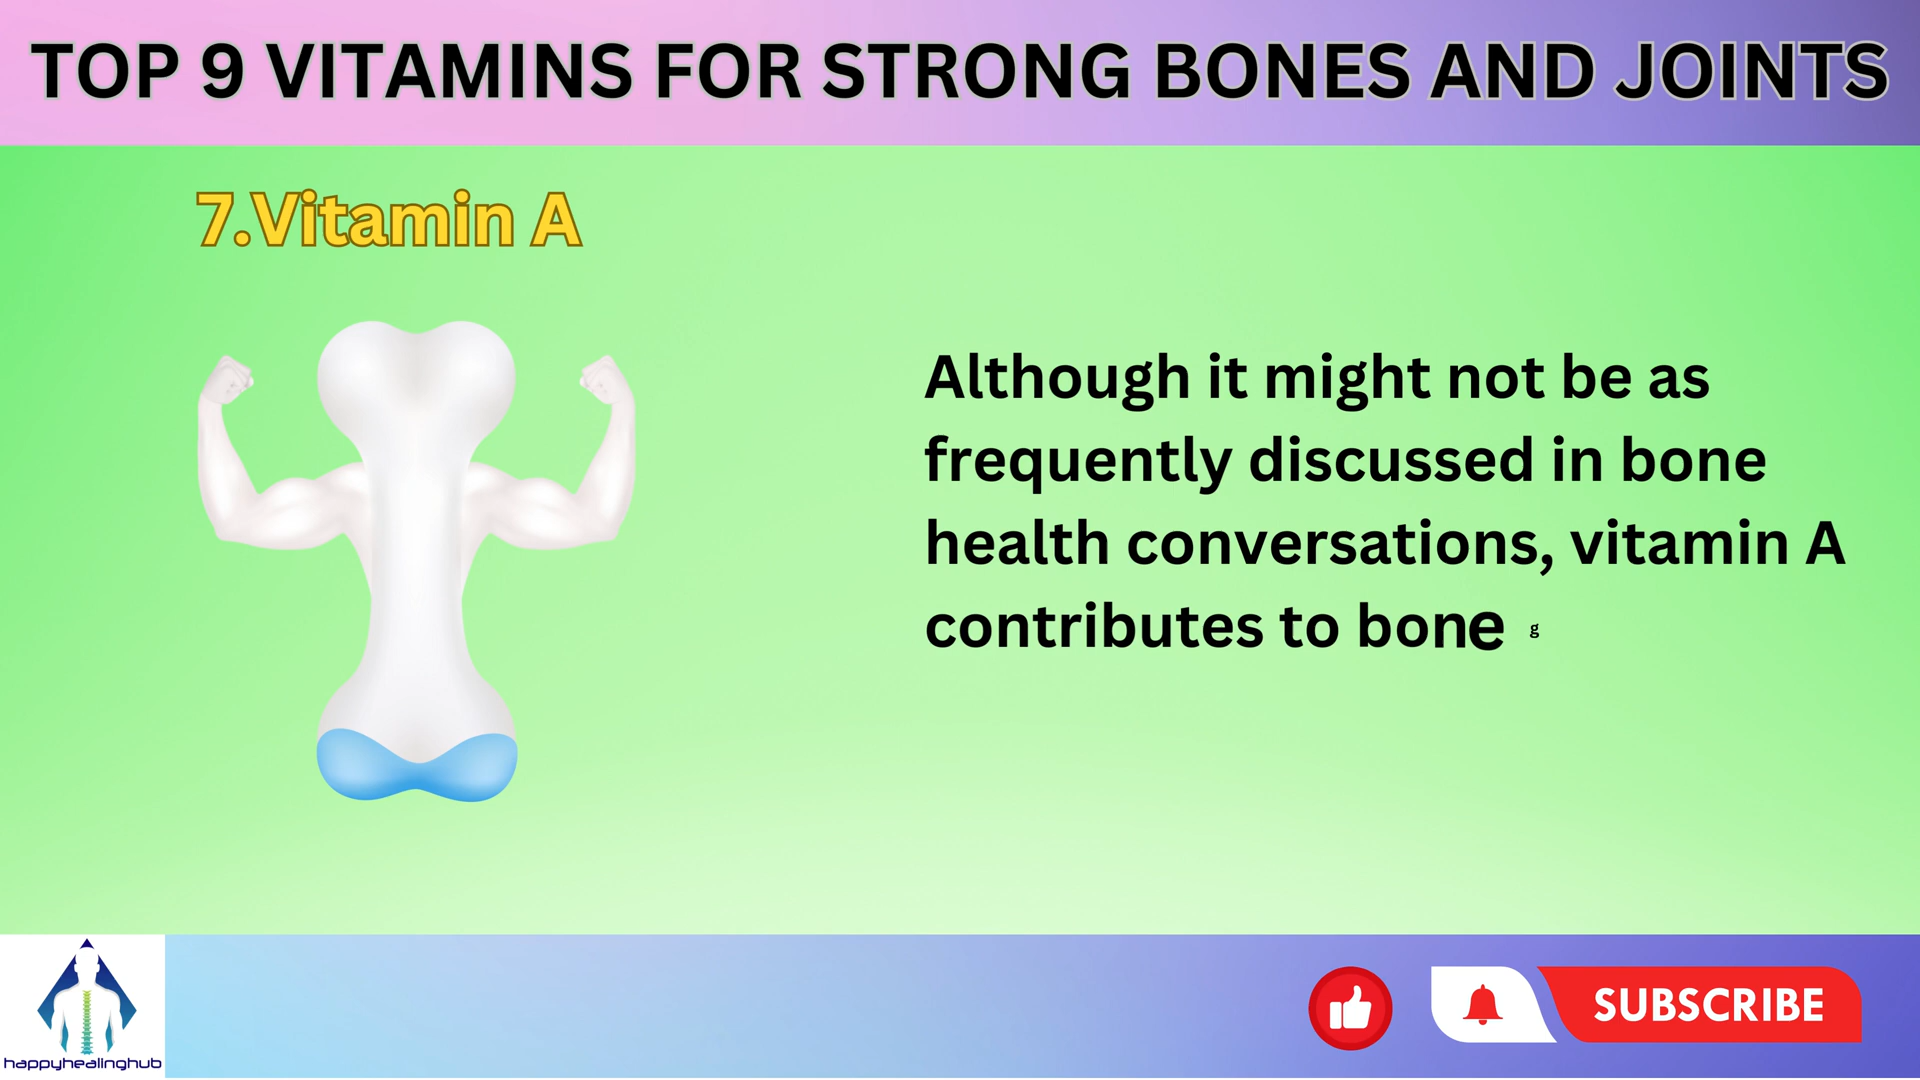 TOP 9 VITAMINS FOR STRONG BONES AND JOINTS
7.Vitamin A
Although it might not be as
frequently discussed in bone
health conversations, vitamin A
contributes to bone g
happyhealinghub
SUBSCRIBE